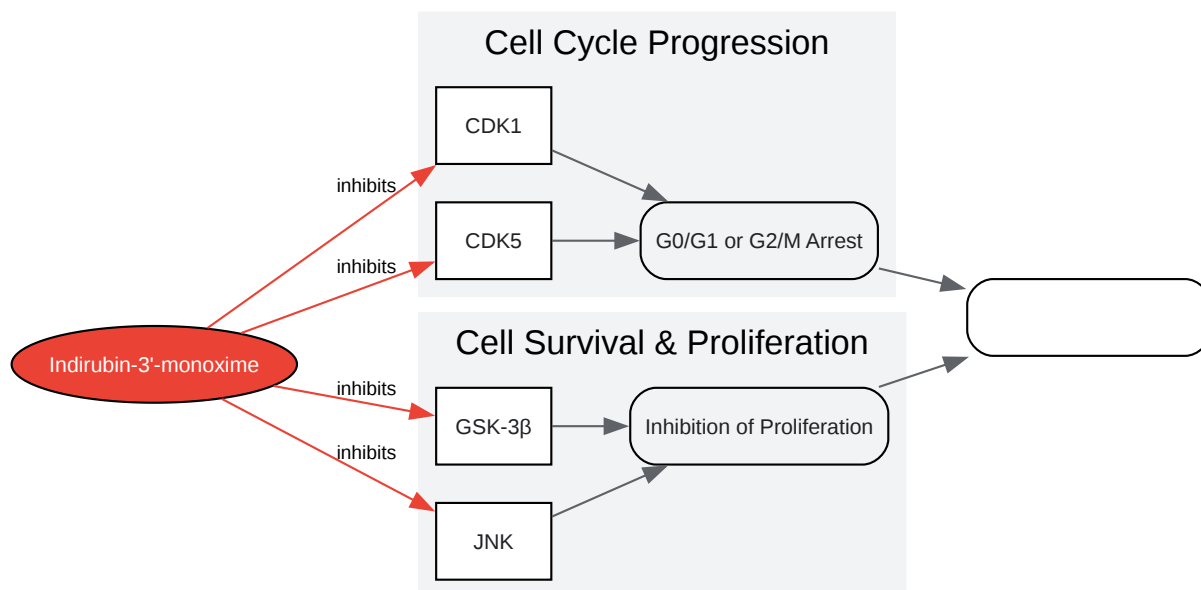 Cell Cycle Progression
CDK1
inhibits
CDK5
G0/G1 or G2/M Arrest
inhibits
Cell Survival & Proliferation
Indirubin-3'-monoxime
inhibits
GSK-3β
Inhibition of Proliferation
inhibits
JNK